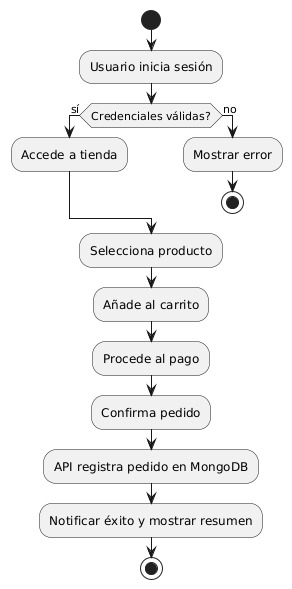 Usuario inicia sesión
Credenciales válidas?
sí
no
Accede a tienda
Mostrar error
Selecciona producto
Añade al carrito
Procede al pago
Confirma pedido
API registra pedido en MongoDB
Notificar éxito y mostrar resumen